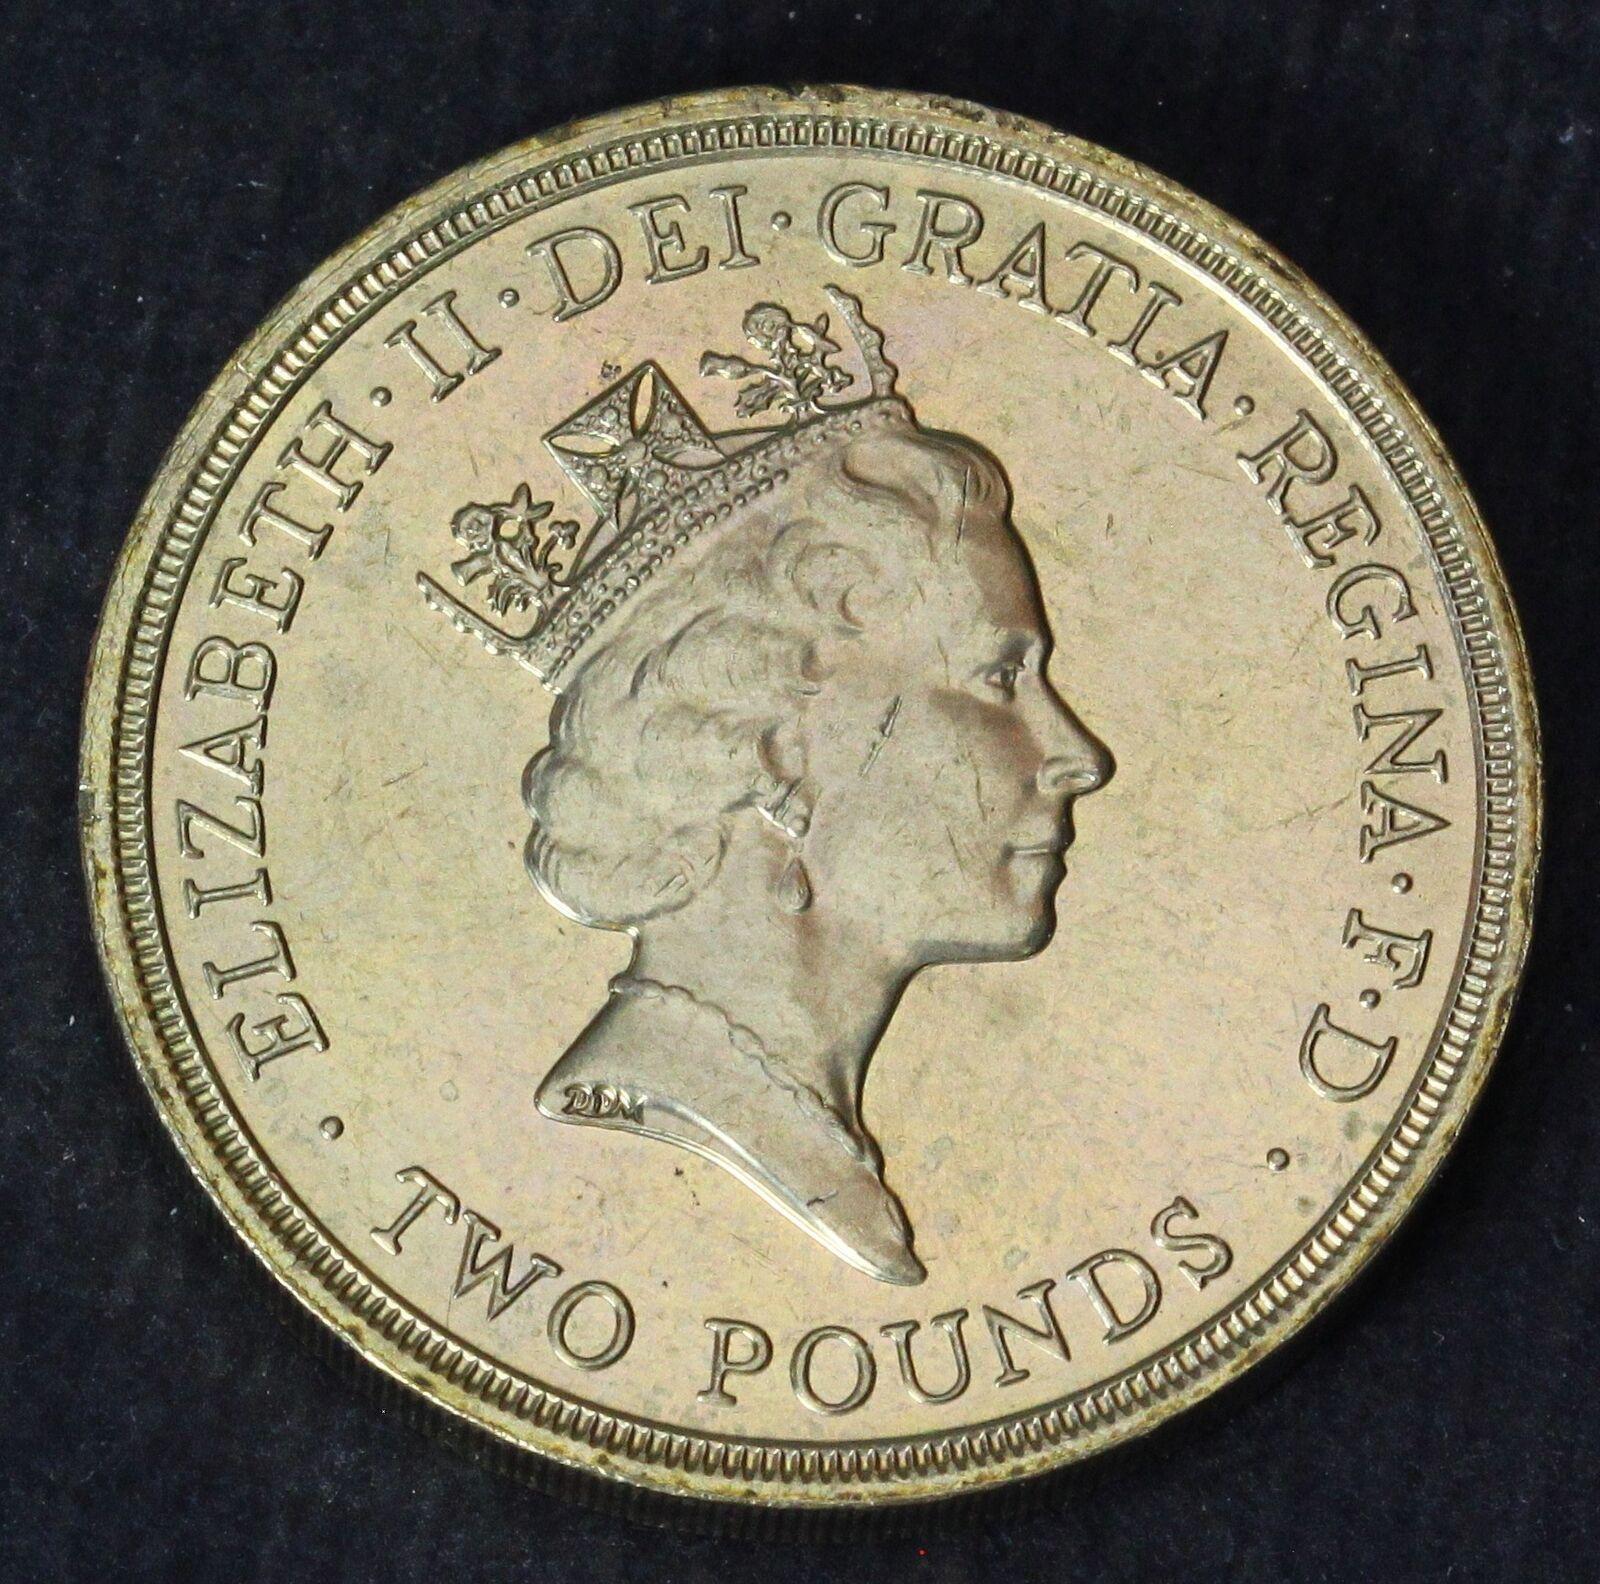 ELIZABETH · II · DEI · GRATIA · REGINA · F · D ·
TWO POUNDS ·
RDM